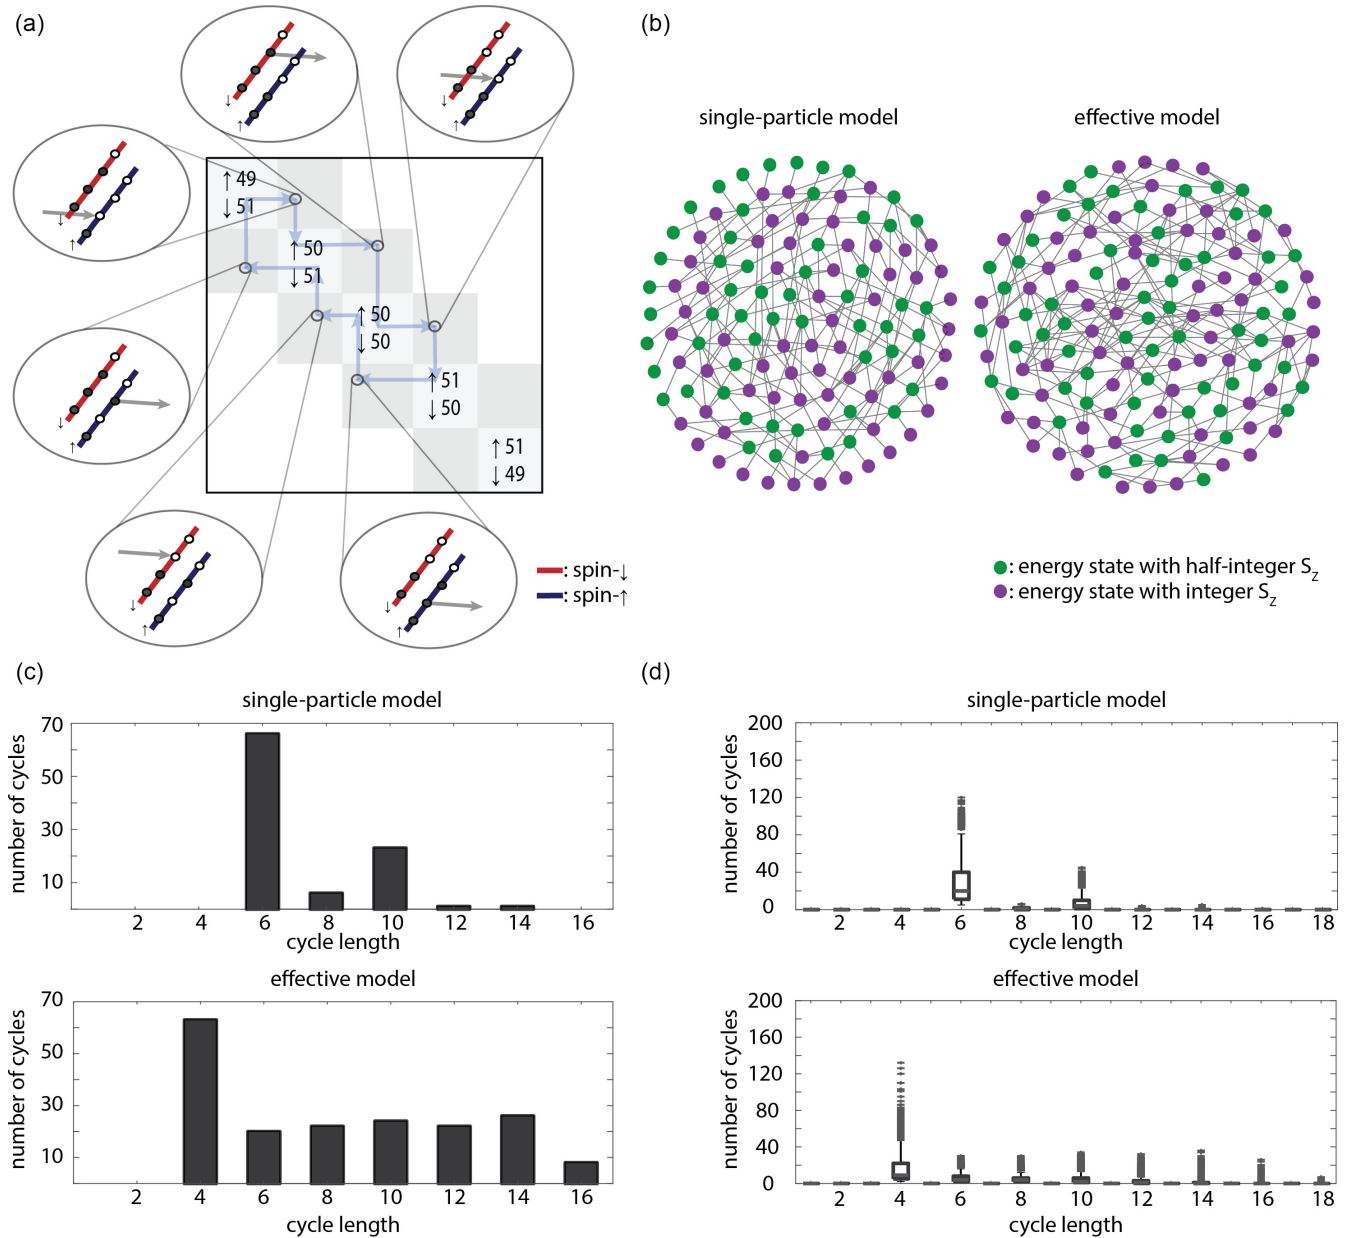 (a)
↓
↑
↓
↑
↓
↑
↑ 49
↓ 51
↑ 50
↓ 51
↑ 50
↓ 50
↑ 51
↓ 50
↑ 51
↓ 49
↓
↑
↓
↑
↓
↑
: spin-↓
: spin-↑
(b)
single-particle model
effective model
: energy state with half-integer S_z
: energy state with integer S_z
(c)
single-particle model
number of cycles
70
50
30
10
2 4 6 8 10 12 14 16
cycle length
effective model
number of cycles
70
50
30
10
2 4 6 8 10 12 14 16
cycle length
(d)
single-particle model
number of cycles
200
160
120
80
40
0
2 4 6 8 10 12 14 16 18
cycle length
effective model
number of cycles
200
160
120
80
40
0
2 4 6 8 10 12 14 16 18
cycle length